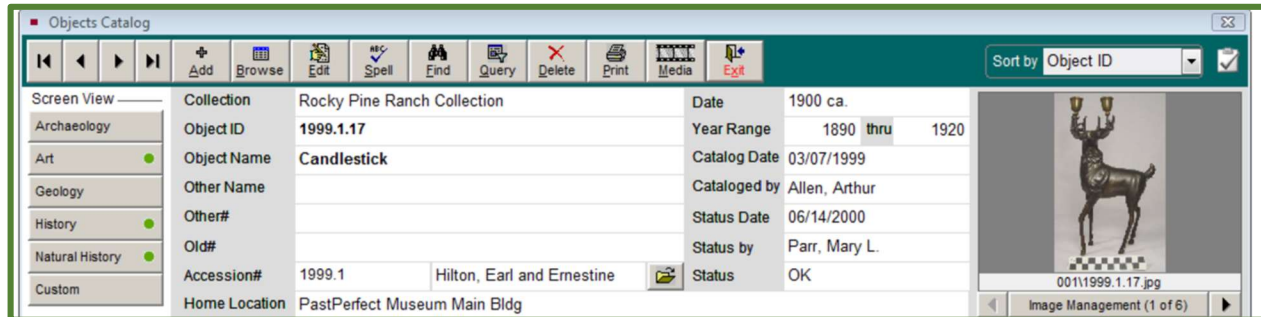 Objects Catalog
Add Browse Edit Spell Find Query Delete Print Media Exit Sort by Object ID
Screen View Collection Rocky Pine Ranch Collection Date 1900 ca.
Archaeology Object ID 1999.1.17 Year Range 1890 thru 1920
Art Object Name Candlestick Catalog Date 03/07/1999
Geology Other Name Cataloged by Allen, Arthur
History Other# Status Date 06/14/2000
Natural History Old# Status by Parr, Mary L.
Custom Accession# 1999.1 Hilton, Earl and Ernestine Status OK 001\1999.1.17.jpg
Home Location PastPerfect Museum Main Bldg Image Management (1 of 6)